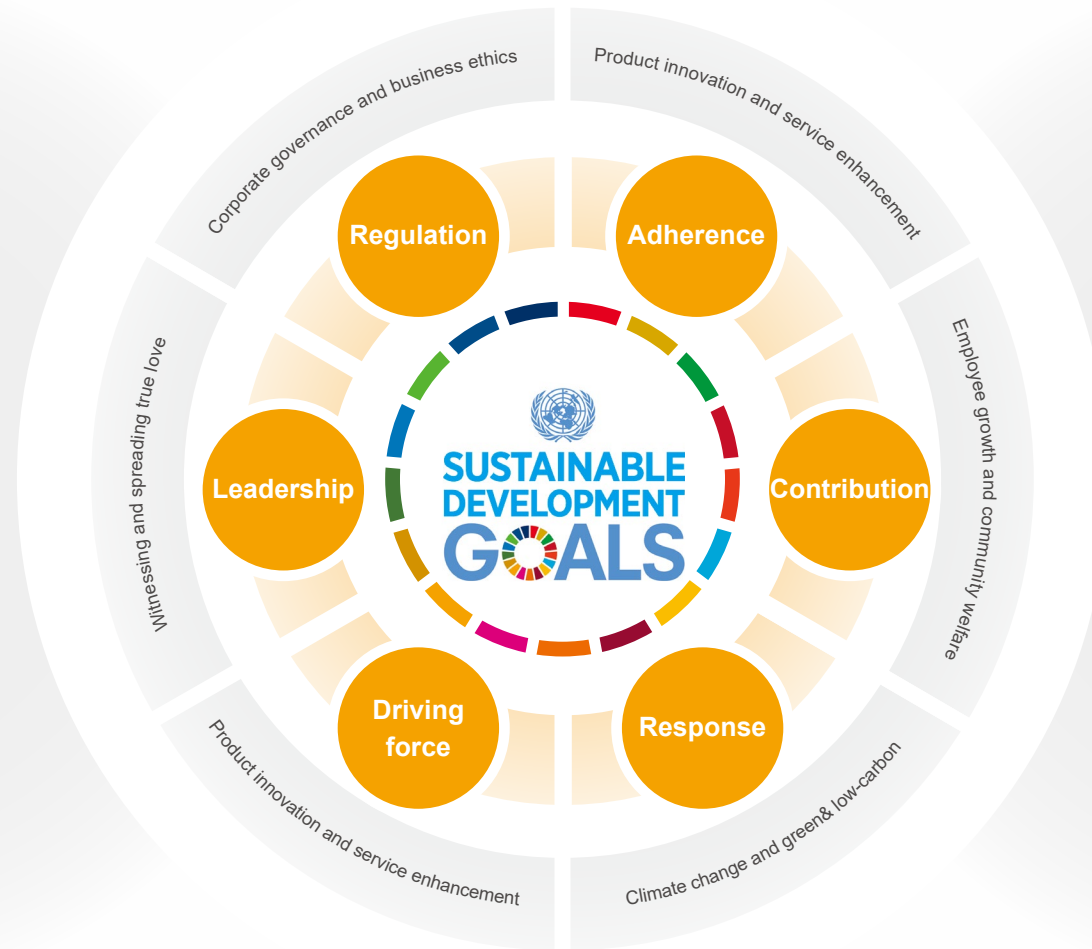 Corporate governance and business ethics
Product innovation and service enhancement
Regulation
Adherence
Witnessing and spreading true love
Employee growth and community welfare
Leadership
SUSTAINABLE
DEVELOPMENT
GOALS
Contribution
Driving
force
Response
Product innovation and service enhancement
Climate change and green& low-carbon